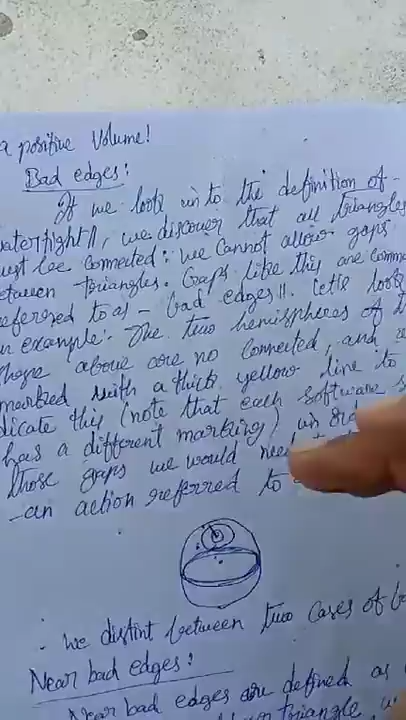 a positive Volume!
Bad edges:
If we look in to the definition of -
watertight||, we discover that all triangles
must be connected: we cannot allow gaps
between triangles. Gaps like this are comm
referred to as - bad edges||. let's look
an example: The two hemispheres of t
above are no connected, and
marked with a thick yellow line to
dicate this (note that each software s
has a different marking) in
those gaps we would need
-an action referred to
. We distint between two cases of b
Near bad edges:
Near bad edges are defined as
triangle, w